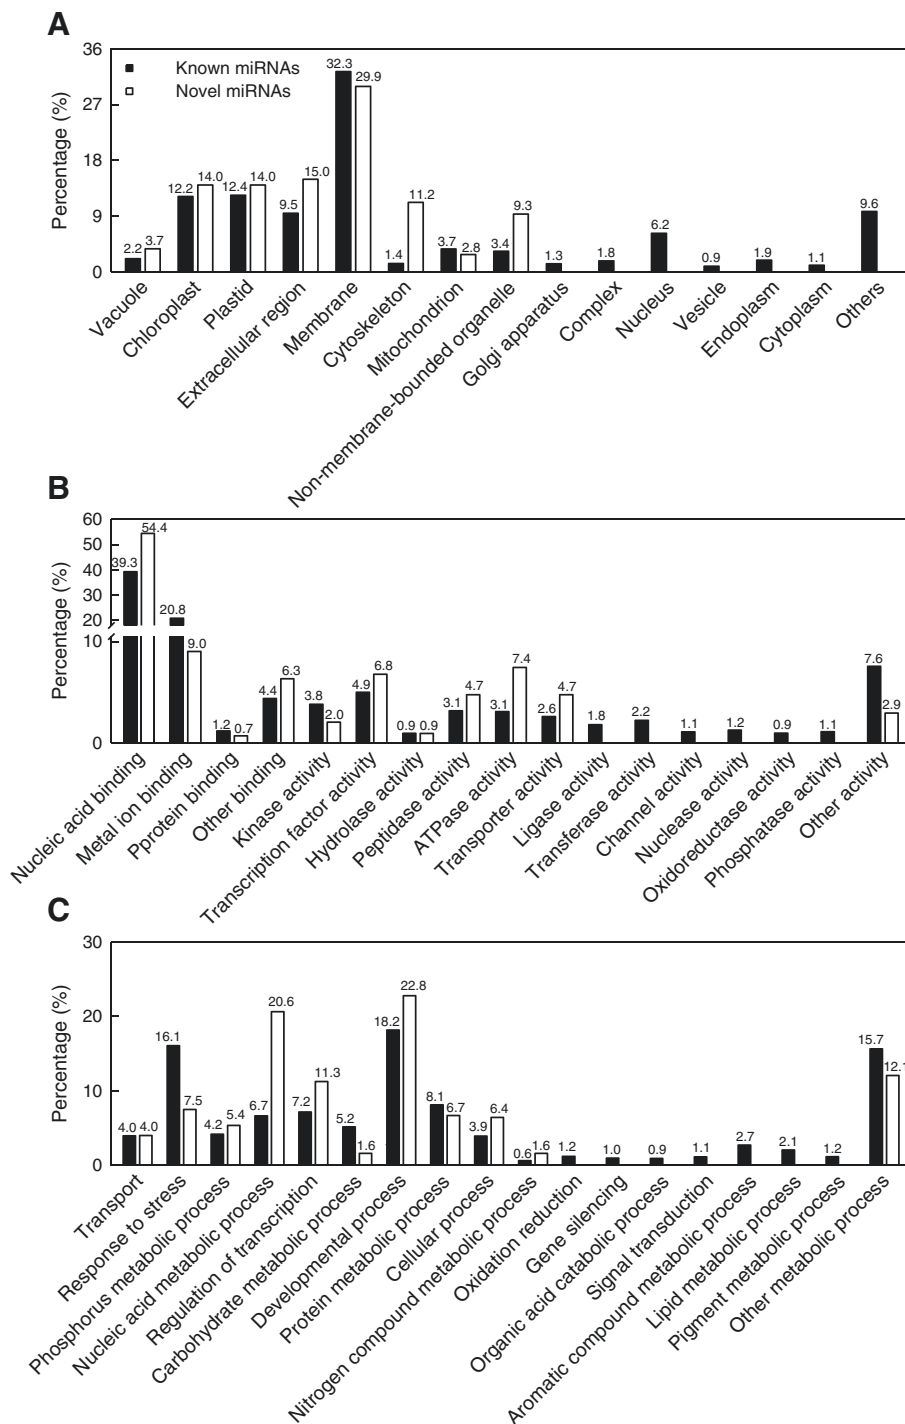 A
36
27
18
9
0
Percentage (%)
Known miRNAs
Novel miRNAs
2.2 3.7 12.2 14.0 12.4 14.0 9.5 15.0 32.3 29.9 1.4 11.2 3.7 2.8 3.4 9.3 1.3 1.8 6.2 0.9 1.9 1.1 9.6
Vacuole
Chloroplast
Plastid
Extracellular region
Membrane
Cytoskeleton
Mitochondrion
Non-membrane-bounded organelle
Golgi apparatus
Complex
Nucleus
Vesicle
Endoplasm
Cytoplasm
Others
B
60
50
40
30
20
10
0
Percentage (%)
39.3 54.4 20.8 9.0 1.2 0.7 4.4 6.3 3.8 2.0 4.9 6.8 0.9 0.9 3.1 4.7 3.1 7.4 2.6 4.7 1.8 2.2 1.1 1.2 0.9 1.1 7.6 2.9
Nucleic acid binding
Metal ion binding
Pprotein binding
Other binding
Kinase activity
Transcription factor activity
Hydrolase activity
Peptidase activity
ATPase activity
Transporter activity
Ligase activity
Transferase activity
Channel activity
Nuclease activity
Oxidoreductase activity
Phosphatase activity
Other activity
C
30
20
10
0
Percentage (%)
4.0 4.0 16.1 7.5 4.2 5.4 6.7 20.6 7.2 11.3 5.2 1.6 18.2 22.8 8.1 6.7 3.9 6.4 0.6 1.6 1.2 1.0 0.9 1.1 2.7 2.1 1.2 15.7 12.1
Transport
Response to stress
Phosphorus metabolic process
Nucleic acid metabolic process
Regulation of transcription
Carbohydrate metabolic process
Developmental process
Protein metabolic process
Cellular process
Nitrogen compound metabolic process
Oxidation reduction
Gene silencing
Organic acid catabolic process
Signal transduction
Aromatic compound metabolic process
Lipid metabolic process
Pigment metabolic process
Other metabolic process